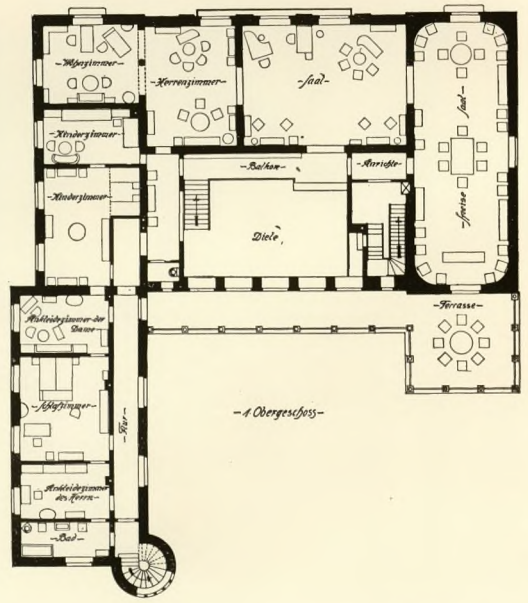 -Wohnzimmer-
-Herrenzimmer-
-Saal-
-Speise
Saal-
-Kinderzimmer-
-Balkon-
-Anrichte-
-Kinderzimmer-
Diele
-Terrasse-
-Ankleidezimmer der
Dame-
-Schlafzimmer-
-Flur-
-1 Obergeschoss-
-Ankleidezimmer
des Herrn-
-Bad-